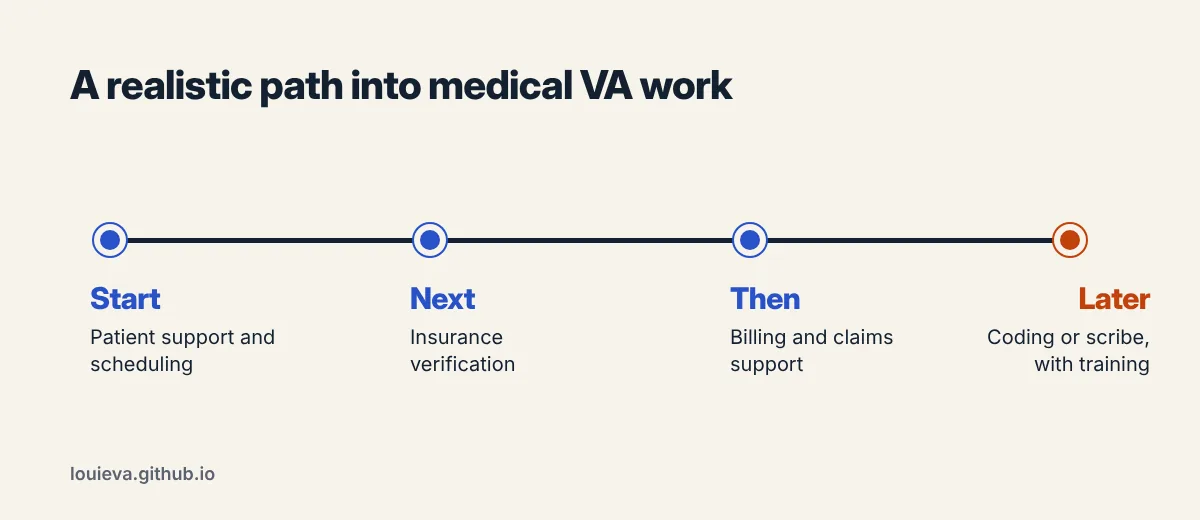 A realistic path into medical VA work
Start
Patient support and
scheduling
Next
Insurance
verification
Then
Billing and claims
support
Later
Coding or scribe,
with training
louieva.github.io